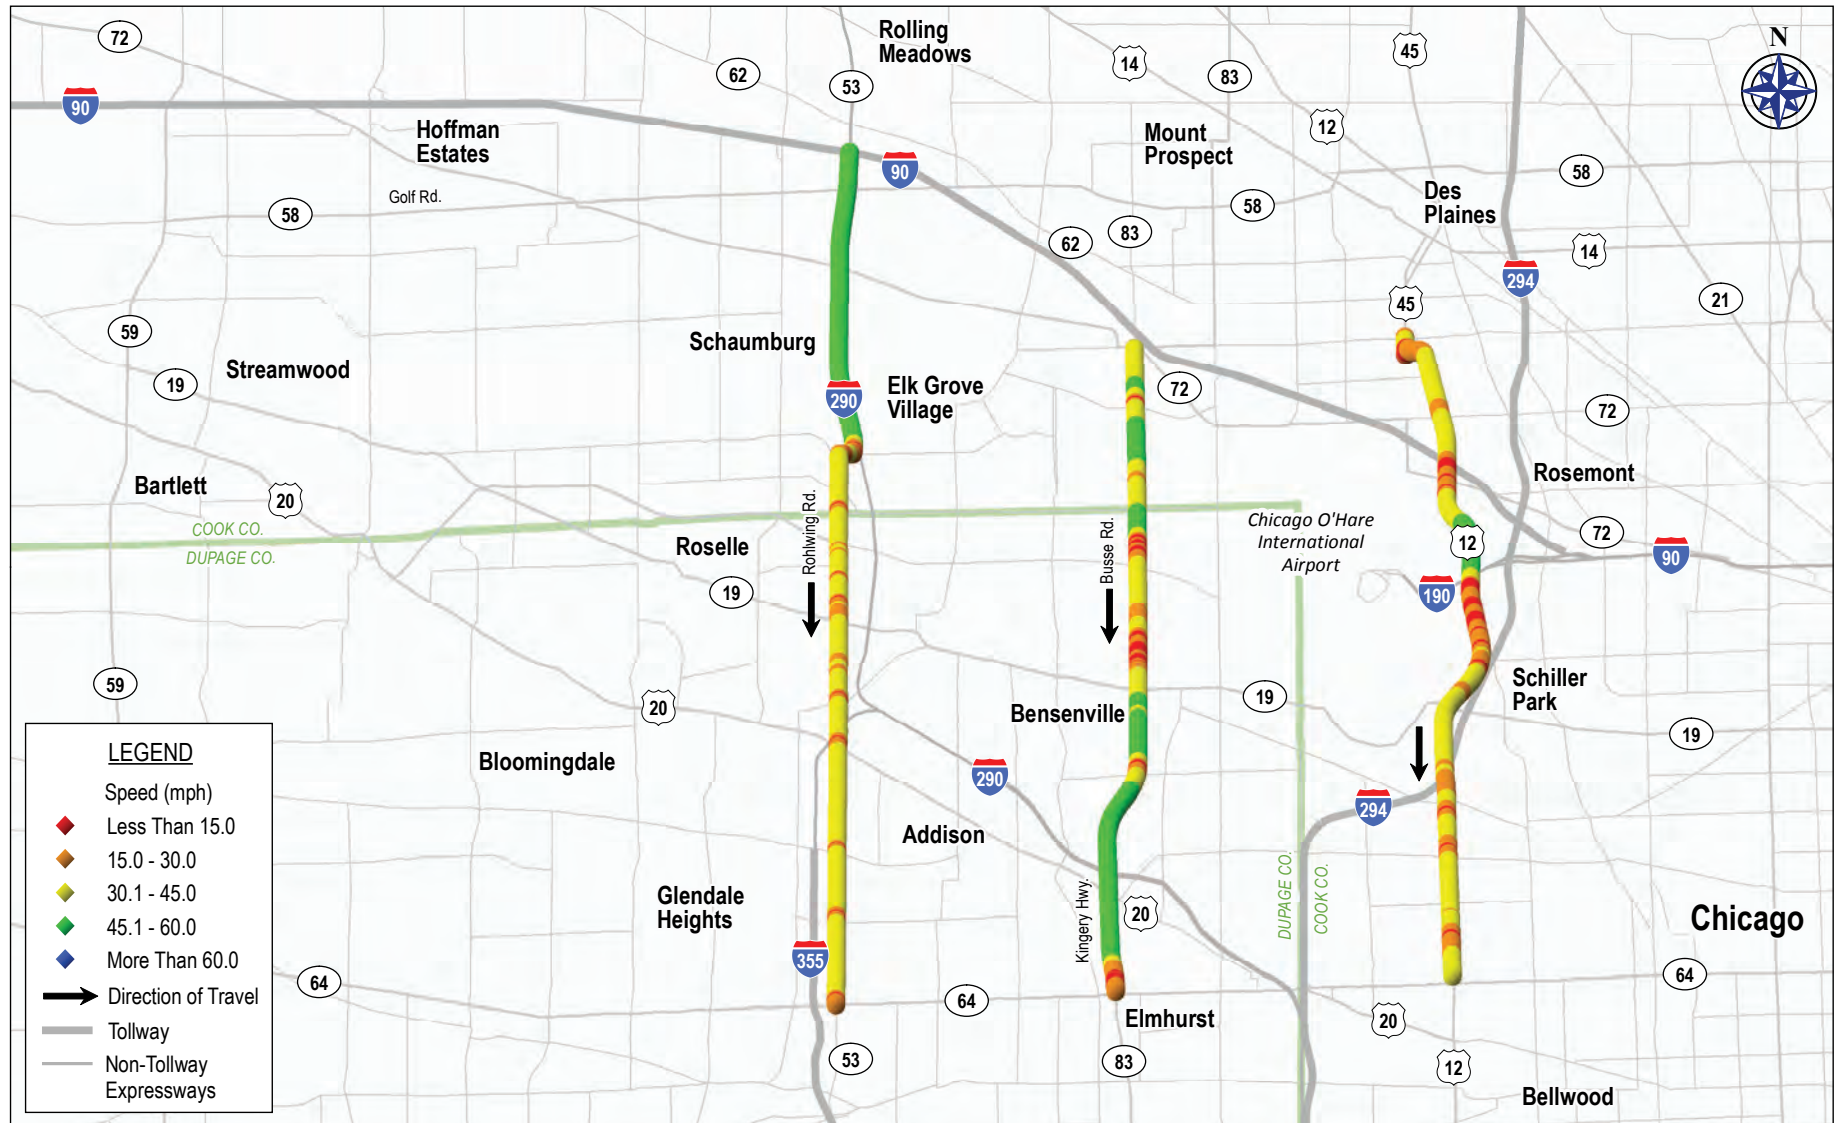 72
90
62
53
Rolling
Meadows
14
83
45
N
12
Hoffman
Estates
90
Mount
Prospect
58
Golf Rd.
58
58
Des
Plaines
83
62
14
294
45
21
59
Schaumburg
Streamwood
19
290
Elk Grove
Village
72
72
Bartlett
20
Rohlwing Rd.
Rosemont
COOK CO.
DUPAGE CO.
Roselle
19
Busse Rd.
Chicago O'Hare
International
Airport
12
72
90
190
59
20
Bensenville
19
Schiller
Park
19
Bloomingdale
290
294
Addison
Glendale
Heights
355
Kingery Hwy.
20
DUPAGE CO.
COOK CO.
Chicago
64
64
64
Elmhurst
20
53
83
12
Bellwood
LEGEND
Speed (mph)
Less Than 15.0
15.0 - 30.0
30.1 - 45.0
45.1 - 60.0
More Than 60.0
Direction of Travel
Tollway
Non-Tollway
Expressways